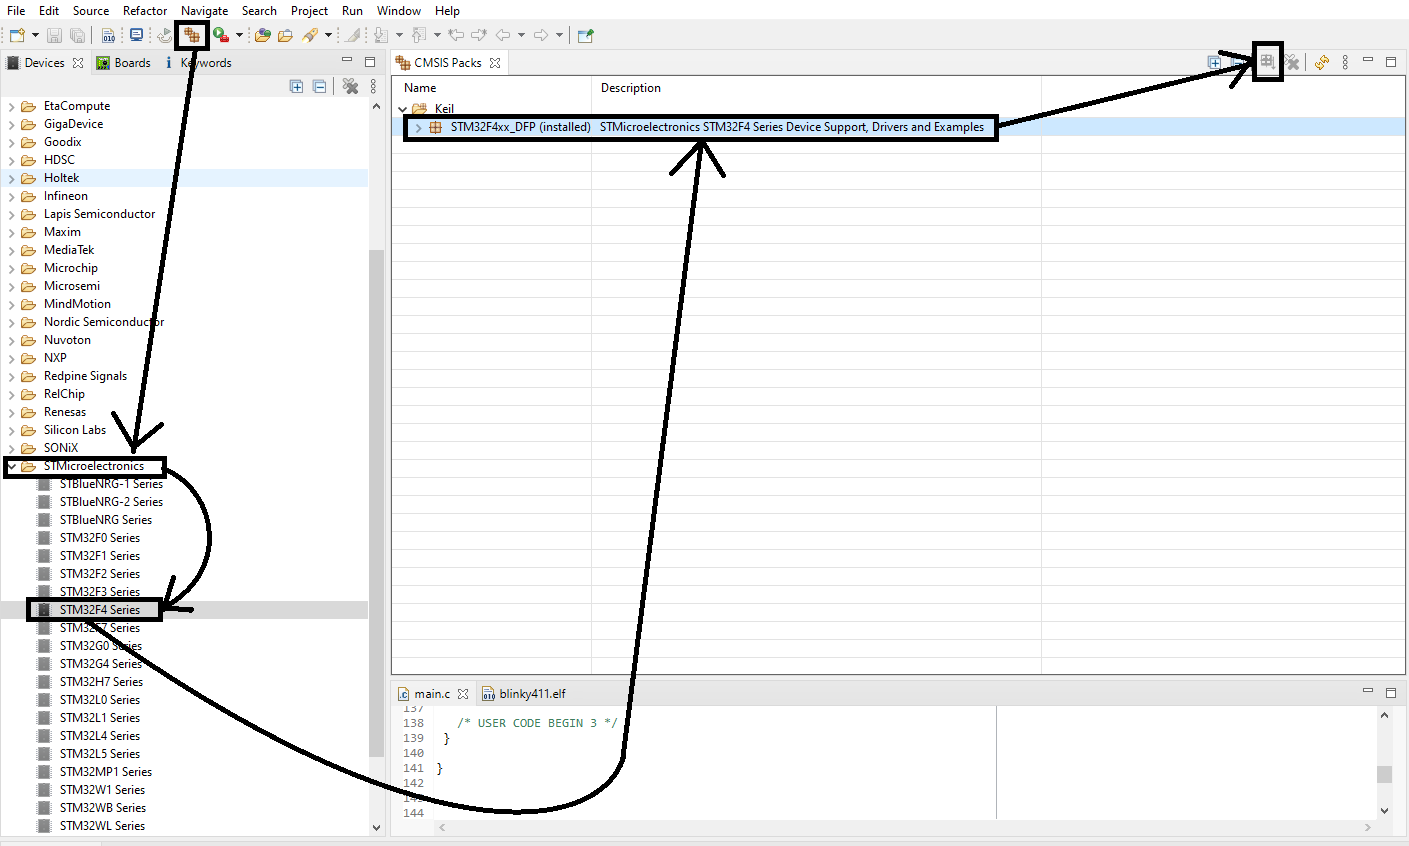 File Edit Source Refactor Navigate Search Project Run Window Help
Devices Boards Keywords
CMSIS Packs
Name Description
Keil
STM32F4xx_DFP (installed) STMicroelectronics STM32F4 Series Device Support, Drivers and Examples
EtaCompute
GigaDevice
Goodix
HDSC
Holtek
Infineon
Lapis Semiconductor
Maxim
MediaTek
Microchip
Microsemi
MindMotion
Nordic Semiconductor
Nuvoton
NXP
Redpine Signals
RelChip
Renesas
Silicon Labs
SONiX
STMicroelectronics
STBlueNRG-1 Series
STBlueNRG-2 Series
STBlueNRG Series
STM32F0 Series
STM32F1 Series
STM32F2 Series
STM32F3 Series
STM32F4 Series
STM32F7 Series
STM32G0 Series
STM32G4 Series
STM32H7 Series
STM32L0 Series
STM32L1 Series
STM32L4 Series
STM32L5 Series
STM32MP1 Series
STM32W1 Series
STM32WB Series
STM32WL Series
main.c blinky411.elf
137
138 /* USER CODE BEGIN 3 */
139 }
140
141 }
142
144